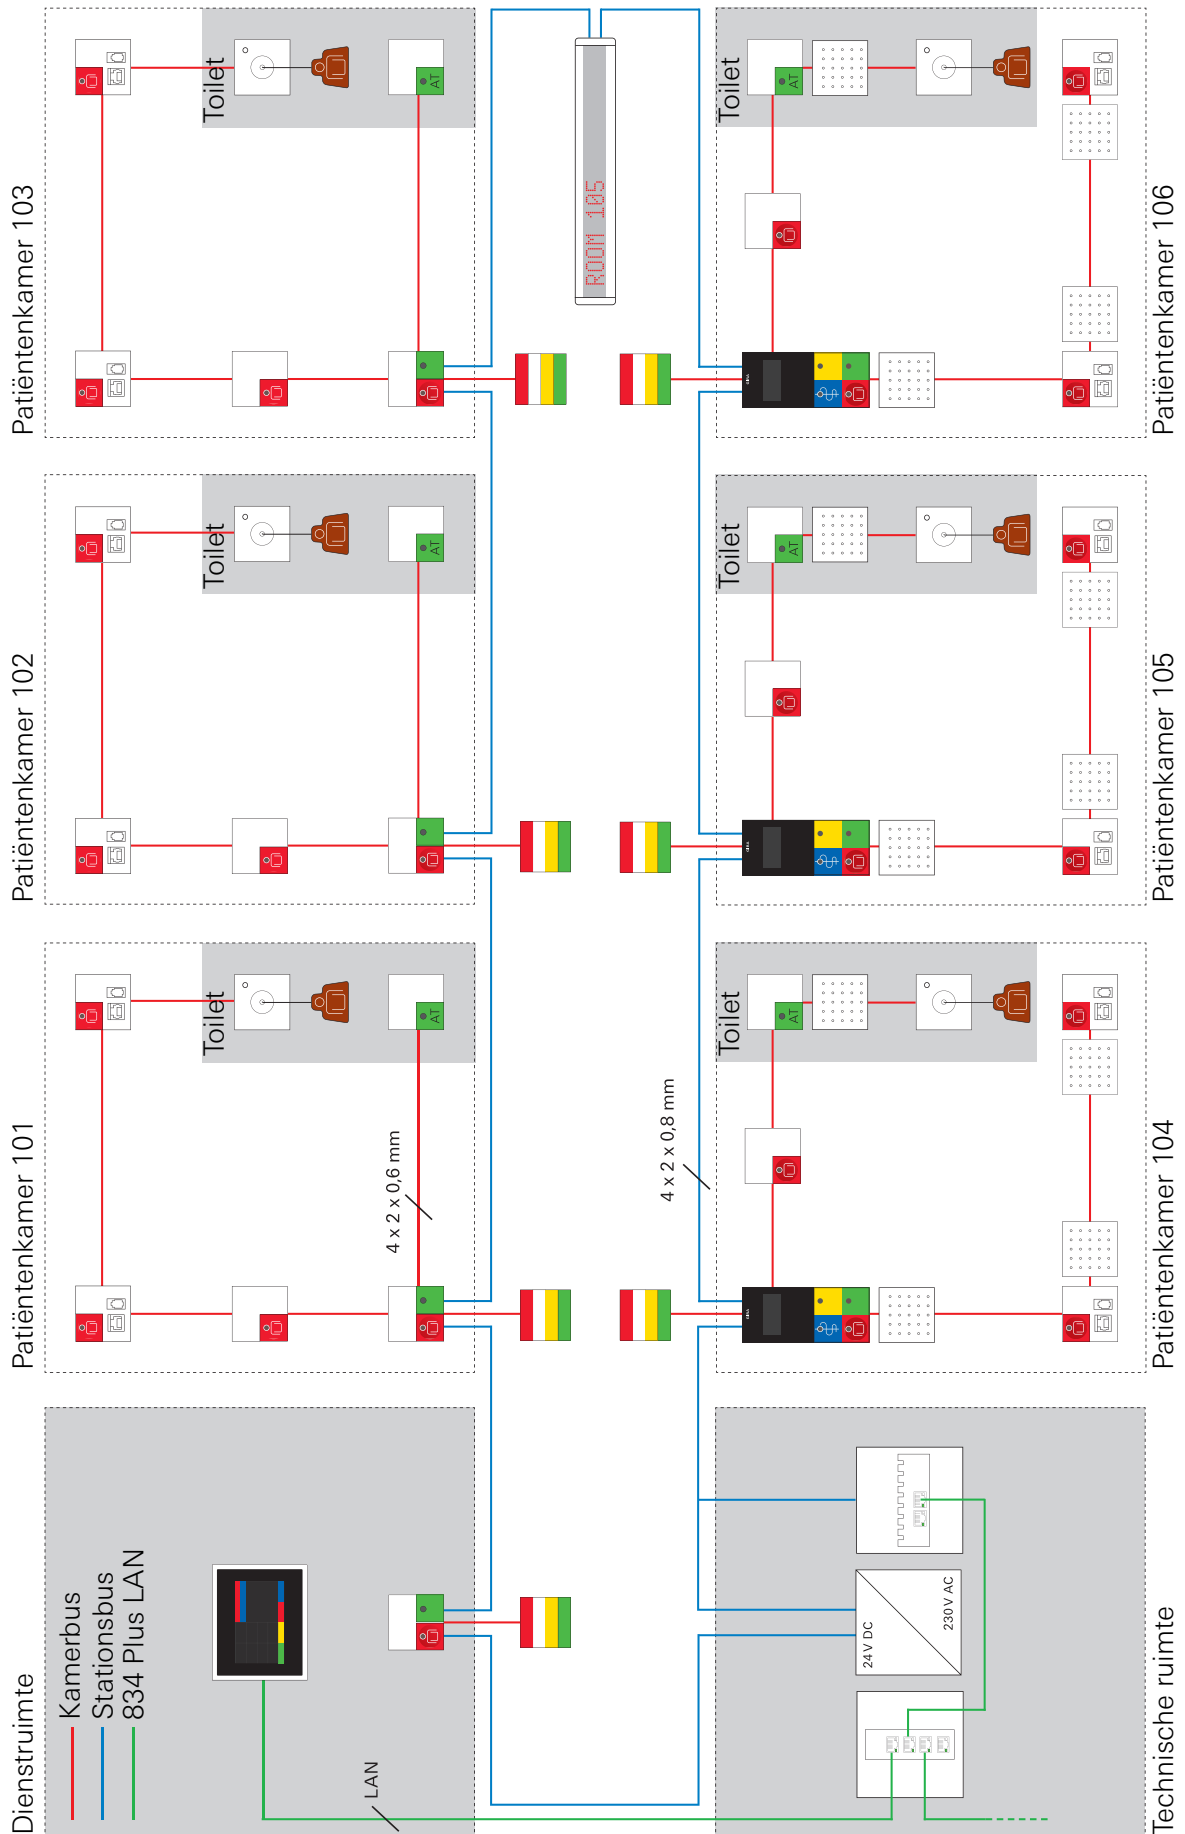 Dienstruimte
Kamerbus
Stationsbus
834 Plus LAN
LAN
Patiëntenkamer 101
Toilet
AT
4 x 2 x 0,6 mm
Patiëntenkamer 102
Toilet
AT
Patiëntenkamer 103
Toilet
AT
ROOM 105
Technische ruimte
24 V DC
230 V AC
Patiëntenkamer 104
Toilet
AT
4 x 2 x 0,8 mm
Patiëntenkamer 105
Toilet
AT
Patiëntenkamer 106
Toilet
AT